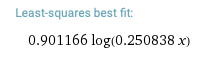 Least-squares best fit:
0.901166 log(0.250838 x)